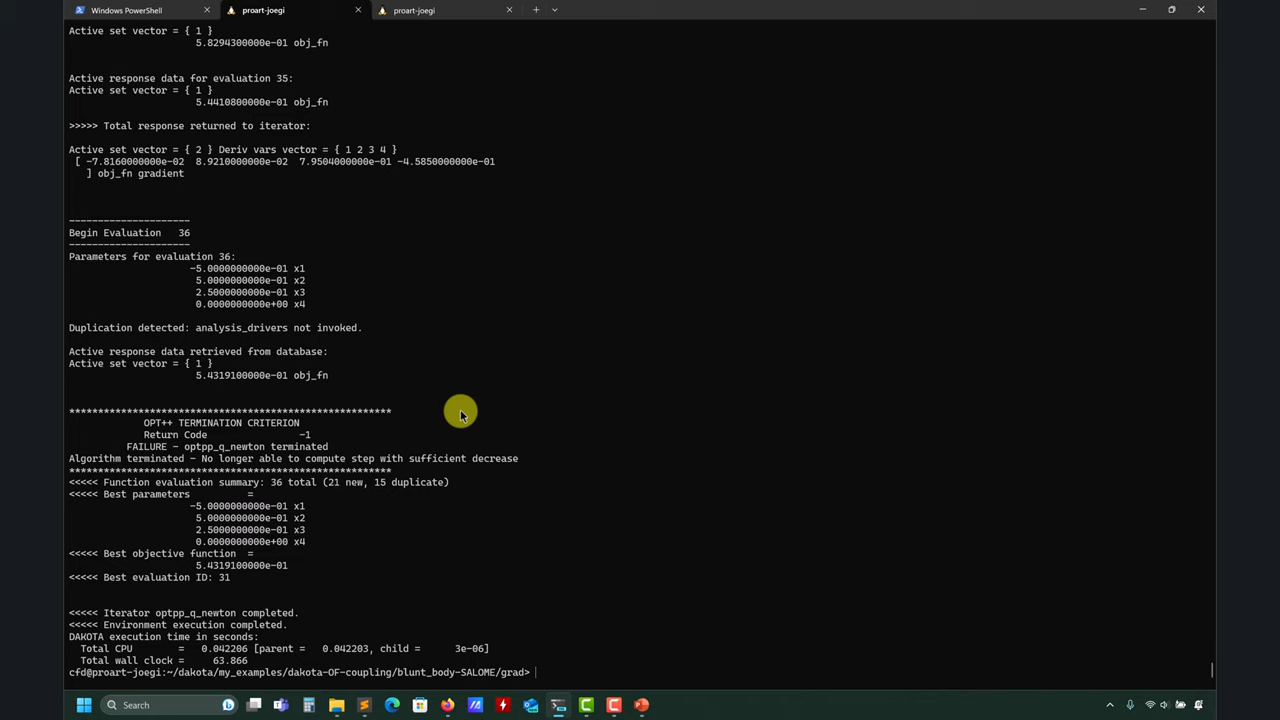 Windows PowerShell
proart-joegi
proart-joegi
Active set vector = { 1 }
5.8294300000e-01 obj_fn
Active response data for evaluation 35:
Active set vector = { 1 }
5.4410800000e-01 obj_fn
>>>>> Total response returned to iterator:
Active set vector = { 2 } Deriv vars vector = { 1 2 3 4 }
[ -7.8160000000e-02 8.9210000000e-02 7.9504000000e-01 -4.5850000000e-01
] obj_fn gradient
---------------------
Begin Evaluation 36
---------------------
Parameters for evaluation 36:
-5.0000000000e-01 x1
5.0000000000e-01 x2
2.5000000000e-01 x3
0.0000000000e+00 x4
Duplication detected: analysis_drivers not invoked.
Active response data retrieved from database:
Active set vector = { 1 }
5.4319100000e-01 obj_fn
********************************************************
OPT++ TERMINATION CRITERION
Return Code -1
FAILURE - optpp_q_newton terminated
Algorithm terminated - No longer able to compute step with sufficient decrease
********************************************************
<<<<< Function evaluation summary: 36 total (21 new, 15 duplicate)
<<<<< Best parameters =
-5.0000000000e-01 x1
5.0000000000e-01 x2
2.5000000000e-01 x3
0.0000000000e+00 x4
<<<<< Best objective function =
5.4319100000e-01
<<<<< Best evaluation ID: 31
<<<<< Iterator optpp_q_newton completed.
<<<<< Environment execution completed.
DAKOTA execution time in seconds:
Total CPU = 0.042206 [parent = 0.042203, child = 3e-06]
Total wall clock = 63.866
cfd@proart-joegi:~/dakota/my_examples/dakota-OF-coupling/blunt_body-SALOME/grad>
Search